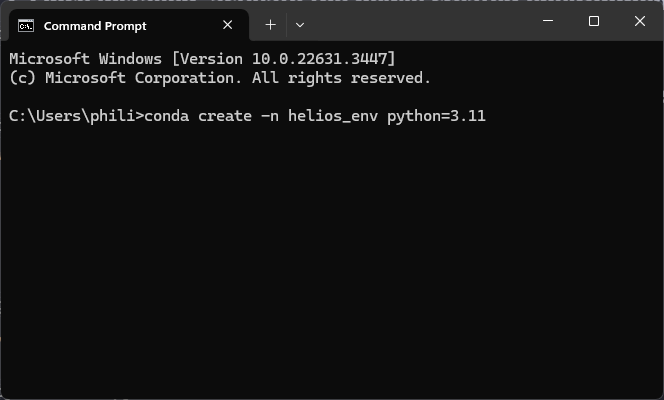 Command Prompt
Microsoft Windows [Version 10.0.22631.3447]
(c) Microsoft Corporation. All rights reserved.
C:\Users\phili>conda create -n helios_env python=3.11